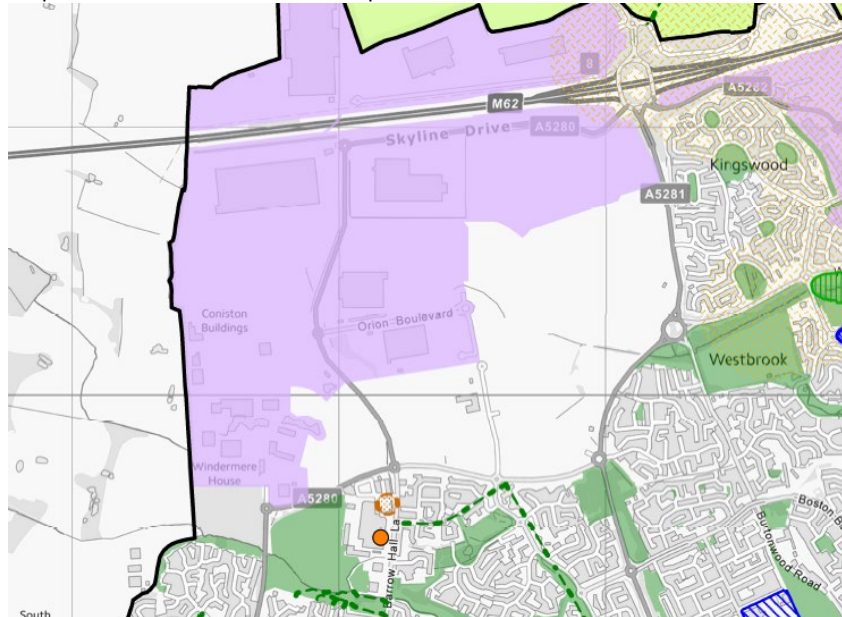 8
M62
A5282
Skyline Drive
A5280
Kingswood
A5281
Coniston
Buildings
Orion Boulevard
Westbrook
Windermere
House
A5280
Barrow Hall La
Boston B
Burtonwood Road
South